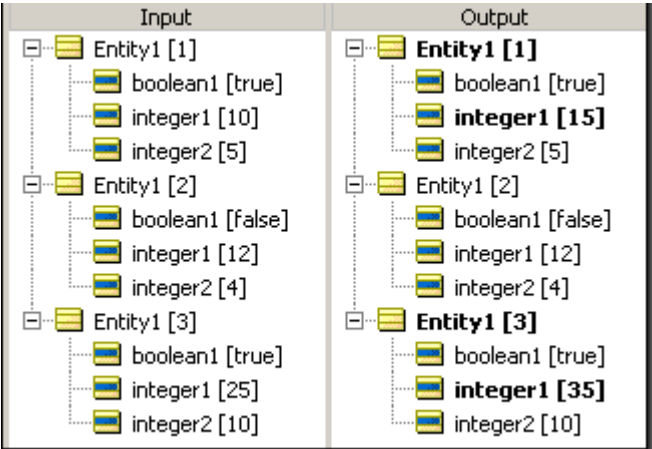 Input
Entity1 [1]
boolean1 [true]
integer1 [10]
integer2 [5]
Entity1 [2]
boolean1 [false]
integer1 [12]
integer2 [4]
Entity1 [3]
boolean1 [true]
integer1 [25]
integer2 [10]
Output
Entity1 [1]
boolean1 [true]
integer1 [15]
integer2 [5]
Entity1 [2]
boolean1 [false]
integer1 [12]
integer2 [4]
Entity1 [3]
boolean1 [true]
integer1 [35]
integer2 [10]